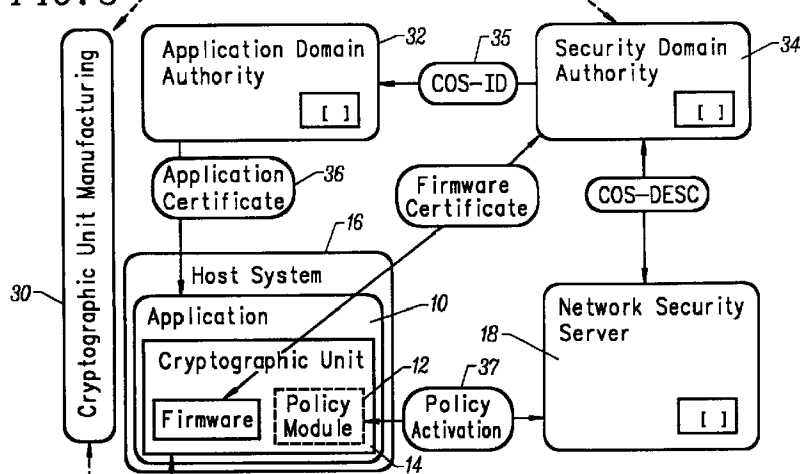 Cryptographic Unit Manufacturing
30
Application Domain
Authority
[ ]
32
35
COS-ID
Security Domain
Authority
[ ]
34
Application
Certificate
36
Firmware
Certificate
COS-DESC
16
Host System
Application
10
Cryptographic Unit
12
Firmware
Policy
Module
14
37
Policy
Activation
Network Security
Server
18
[ ]